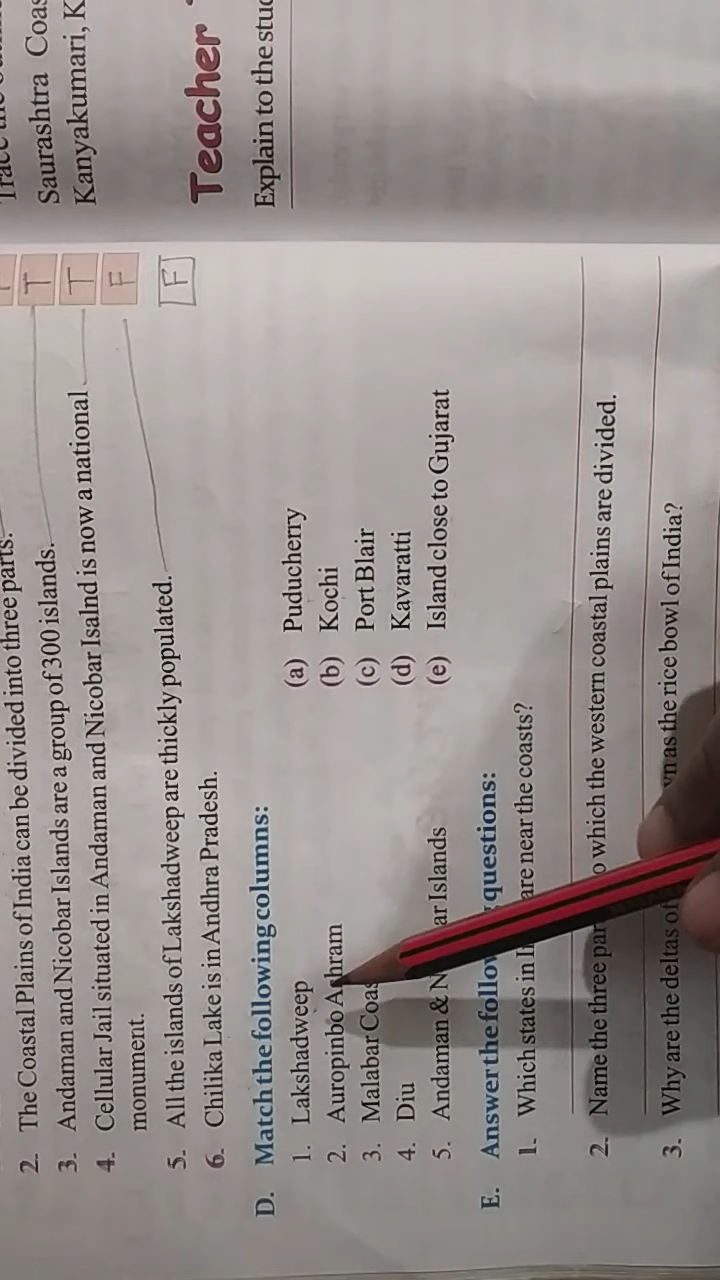 2. The Coastal Plains of India can be divided into three parts.
3. Andaman and Nicobar Islands are a group of 300 islands. T
4. Cellular Jail situated in Andaman and Nicobar Isalnd is now a national T
monument. F
5. All the islands of Lakshadweep are thickly populated. F
6. Chilika Lake is in Andhra Pradesh.
D. Match the following columns:
1. Lakshadweep (a) Puducherry
2. Auropinbo Ashram (b) Kochi
3. Malabar Coas (c) Port Blair
4. Diu (d) Kavaratti
5. Andaman & N ar Islands (e) Island close to Gujarat
E. Answer the follow questions:
1. Which states in are near the coasts?
2. Name the three par o which the western coastal plains are divided.
3. Why are the deltas of wn as the rice bowl of India?
Saurashtra Coas
Kanyakumari, K
Teacher
Explain to the stud